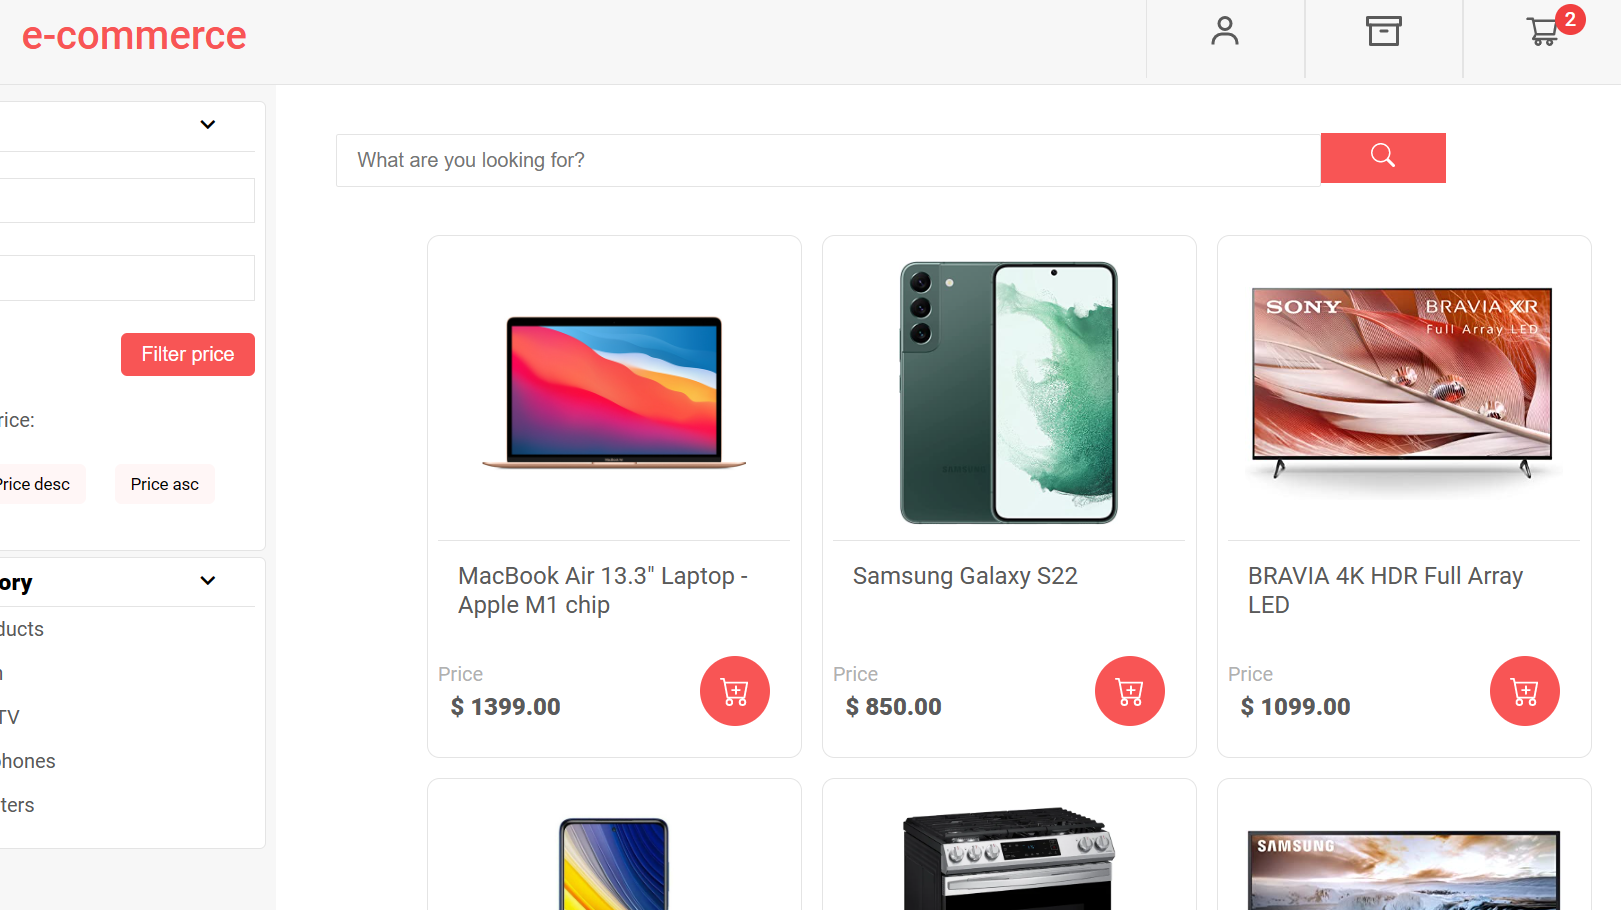 e-commerce
2
What are you looking for?
Filter price
rice:
Price desc
Price asc
ory
ducts
TV
phones
ters
SONY
BRAVIA XR
Full Array LED
MacBook Air 13.3" Laptop -
Apple M1 chip
Price
$ 1399.00
SAMSUNG
Samsung Galaxy S22
Price
$ 850.00
BRAVIA 4K HDR Full Array
LED
Price
$ 1099.00
SAMSUNG